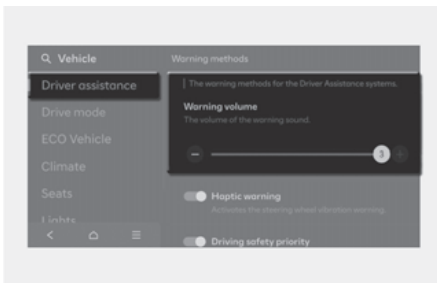 Vehicle
Warning methods
Driver assistance
The warning methods for the Driver Assistance systems.
Drive mode
Warning volume
The volume of the warning sound.
ECO Vehicle
3
Climate
Seats
Haptic warning
Activates the steering wheel vibration warning.
Lights
Driving safety priority